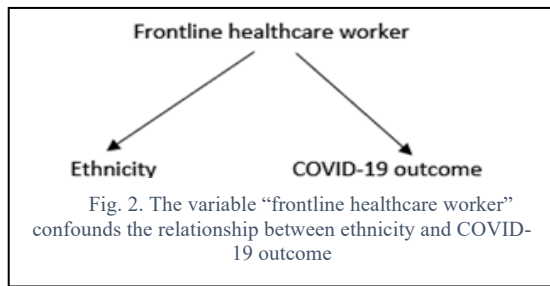 Frontline healthcare worker
Ethnicity COVID-19 outcome
Fig. 2. The variable “frontline healthcare worker”
confounds the relationship between ethnicity and COVID-
19 outcome